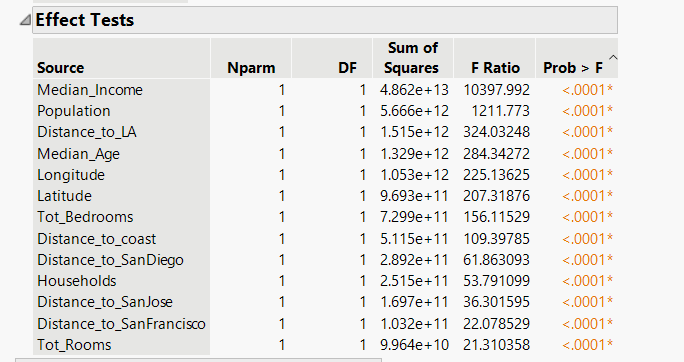 Effect Tests
Sum of
Source Nparm DF Squares F Ratio Prob > F
Median_Income 1 1 4.862e+13 10397.992 <.0001*
Population 1 1 5.666e+12 1211.773 <.0001*
Distance_to_LA 1 1 1.515e+12 324.03248 <.0001*
Median_Age 1 1 1.329e+12 284.34272 <.0001*
Longitude 1 1 1.053e+12 225.13625 <.0001*
Latitude 1 1 9.693e+11 207.31876 <.0001*
Tot_Bedrooms 1 1 7.299e+11 156.11529 <.0001*
Distance_to_coast 1 1 5.115e+11 109.39785 <.0001*
Distance_to_SanDiego 1 1 2.892e+11 61.863093 <.0001*
Households 1 1 2.515e+11 53.791099 <.0001*
Distance_to_SanJose 1 1 1.697e+11 36.301595 <.0001*
Distance_to_SanFrancisco 1 1 1.032e+11 22.078529 <.0001*
Tot_Rooms 1 1 9.964e+10 21.310358 <.0001*